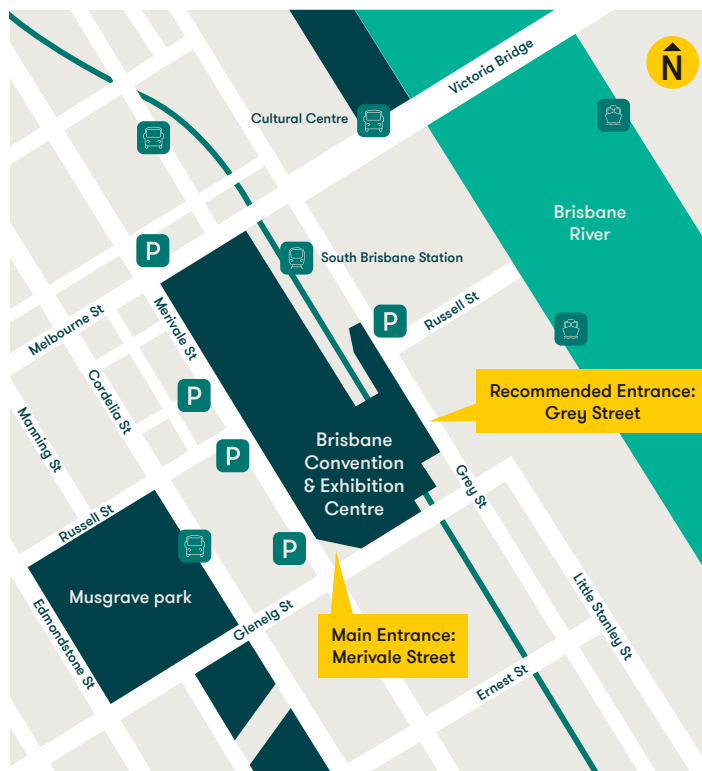 Victoria Bridge
N
Cultural Centre
Brisbane
River
P
South Brisbane Station
Merivale St
P
Russell St
Melbourne St
Cordelia St
P
Recommended Entrance:
Grey Street
Manning St
P
Brisbane
Convention
& Exhibition
Centre
Grey St
Russell St
P
Musgrave park
Edmondstone St
Glenelg St
Little Stanley St
Main Entrance:
Merivale Street
Ernest St